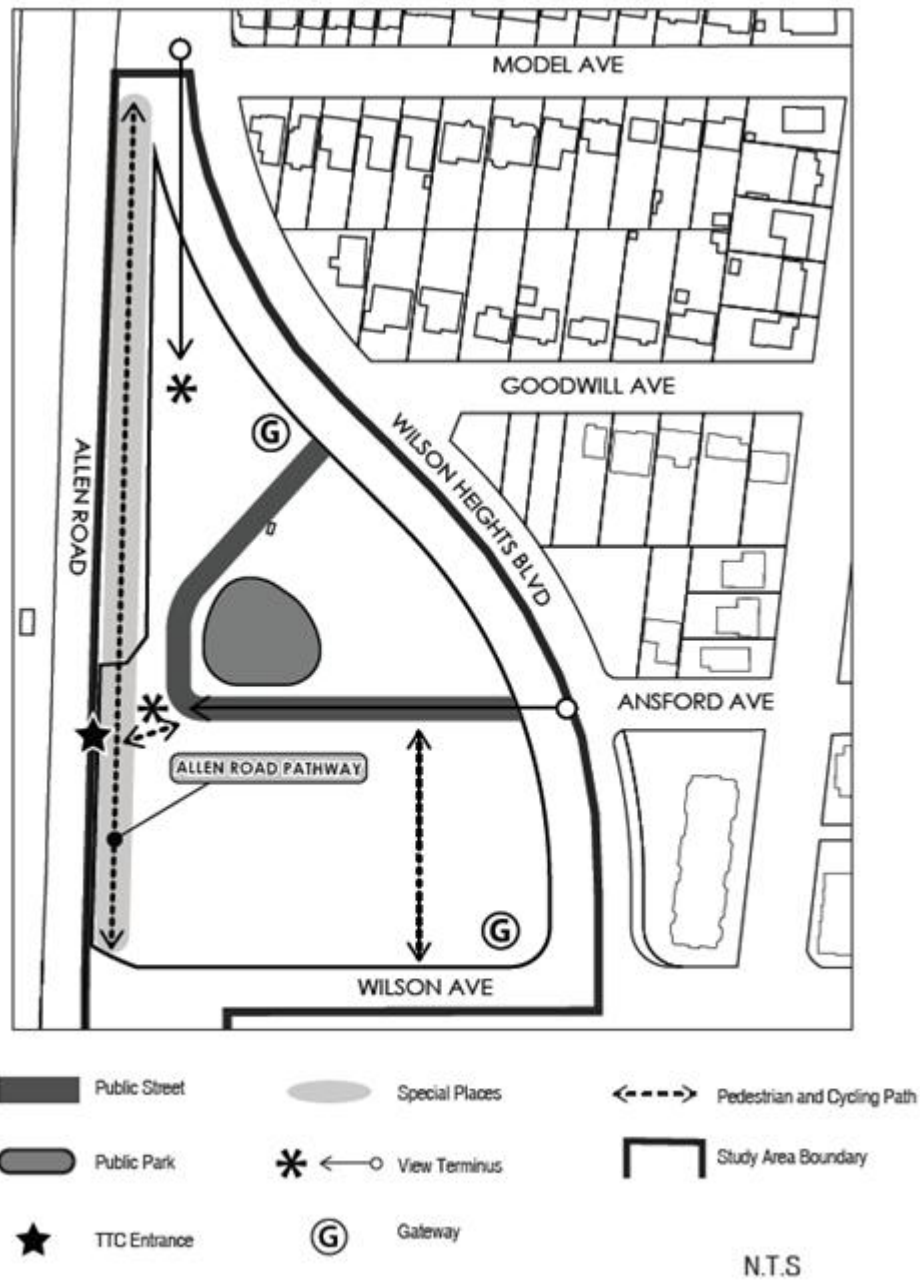 MODEL AVE
GOODWILL AVE
G
WILSON HEIGHTS BLVD
ALLEN ROAD
ANSFORD AVE
ALLEN ROAD PATHWAY
G
WILSON AVE
Public Street
Special Places
Pedestrian and Cycling Path
Public Park
View Terminus
Study Area Boundary
TTC Entrance
G
Gateway
N.T.S